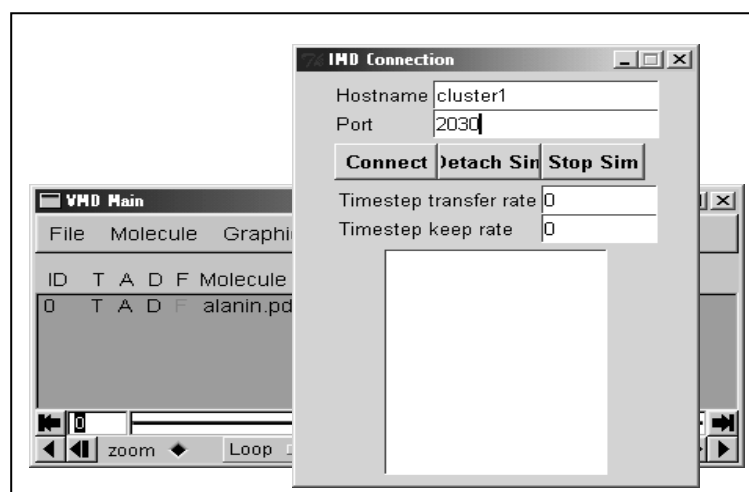 IMD Connection
Hostname cluster1
Port 2030
Connect Detach Sim Stop Sim
Timestep transfer rate 0
Timestep keep rate 0
VMD Main
File Molecule Graphi
ID T A D F Molecule
0 T A D F alanin.pd
0
zoom Loop